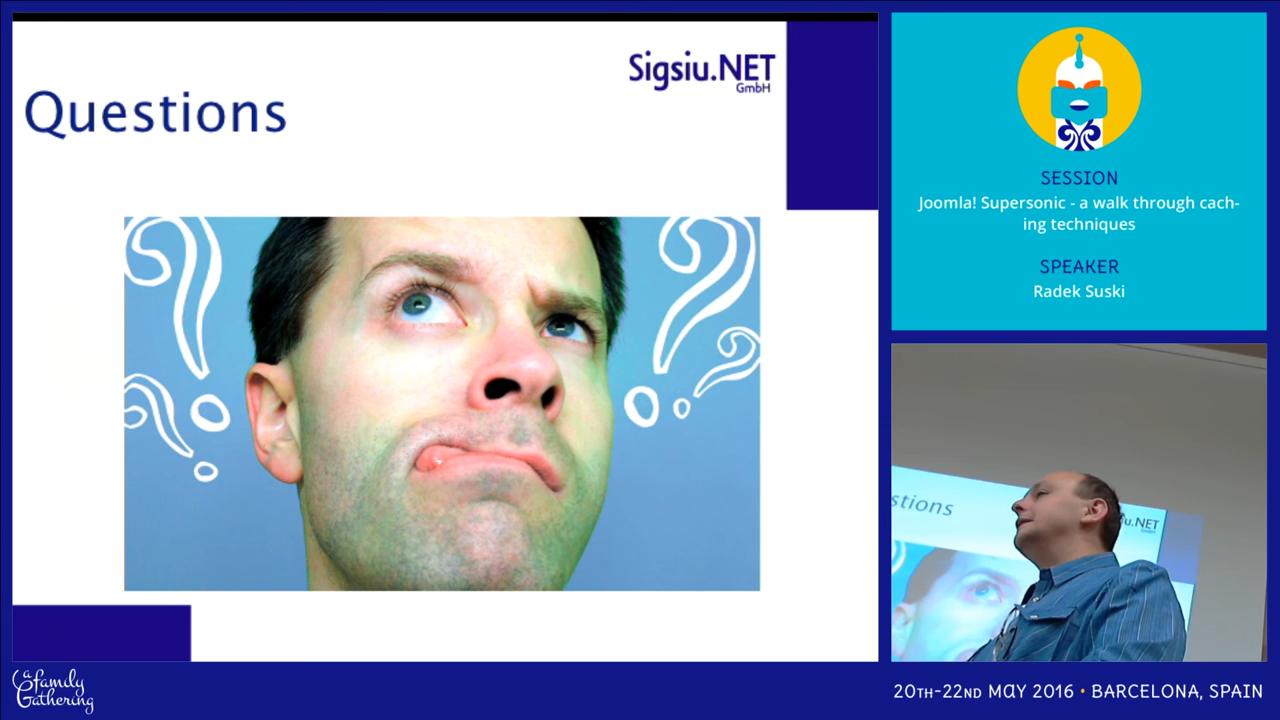 Sigsiu.NET
GmbH
Questions
SESSION
Joomla! Supersonic - a walk through cach-
ing techniques
SPEAKER
Radek Suski
stions
iu.NET
a family
Gathering
20TH-22ND MAY 2016 • BARCELONA, SPAIN